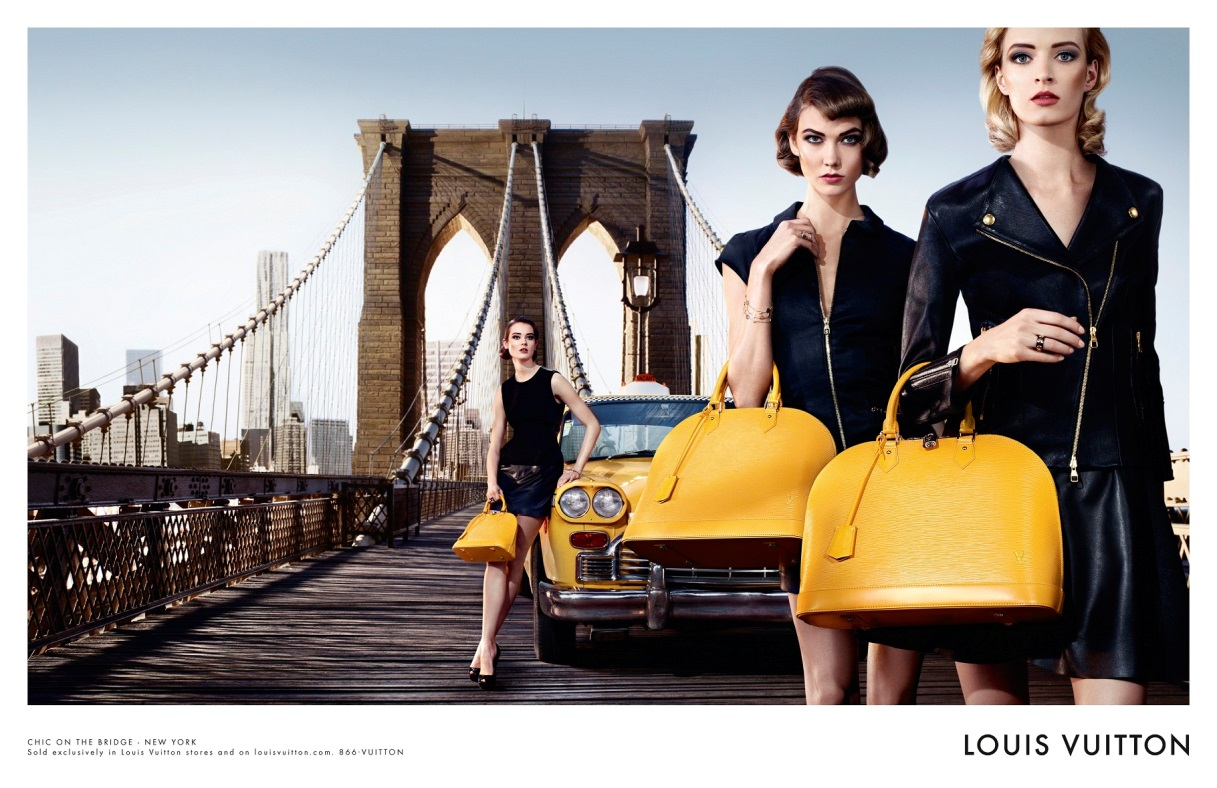 CHIC ON THE BRIDGE - NEW YORK
Sold exclusively in Louis Vuitton stores and on louisvuitton.com. 866-VUITTON
LOUIS VUITTON